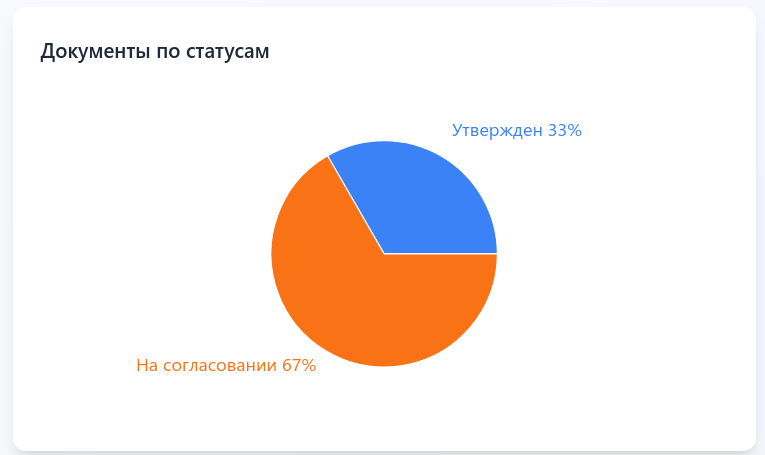 Документы по статусам
Утвержден 33%
На согласовании 67%